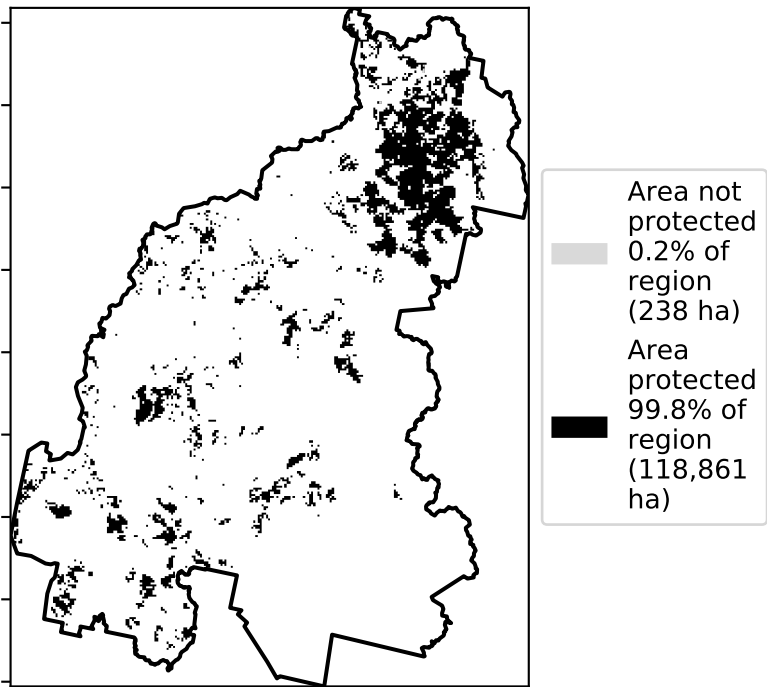 Area not
protected
0.2% of
region
(238 ha)
Area
protected
99.8% of
region
(118,861
ha)